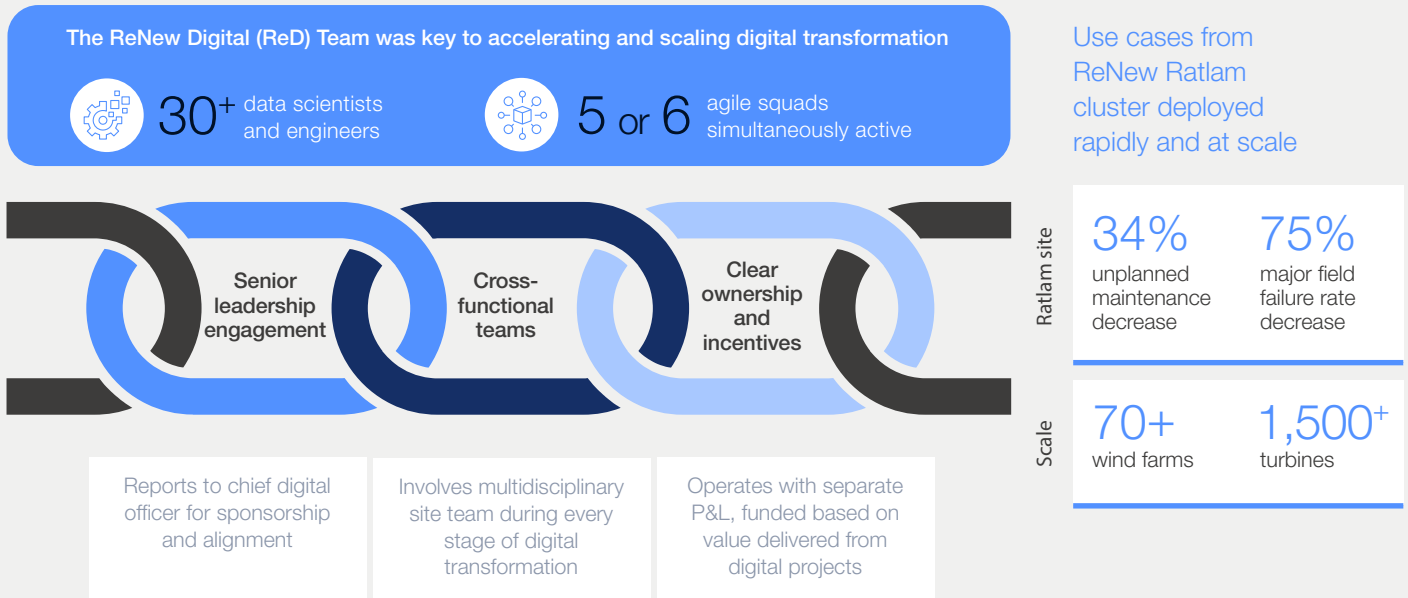 The ReNew Digital (ReD) Team was key to accelerating and scaling digital transformation
30+ data scientists
and engineers
5 or 6 agile squads
simultaneously active
Senior
leadership
engagement
Cross-
functional
teams
Clear
ownership
and
incentives
Reports to chief digital
officer for sponsorship
and alignment
Involves multidisciplinary
site team during every
stage of digital
transformation
Operates with separate
P&L, funded based on
value delivered from
digital projects
Use cases from
ReNew Ratlam
cluster deployed
rapidly and at scale
Ratlam site
34%
unplanned
maintenance
decrease
75%
major field
failure rate
decrease
Scale
70+
wind farms
1,500+
turbines